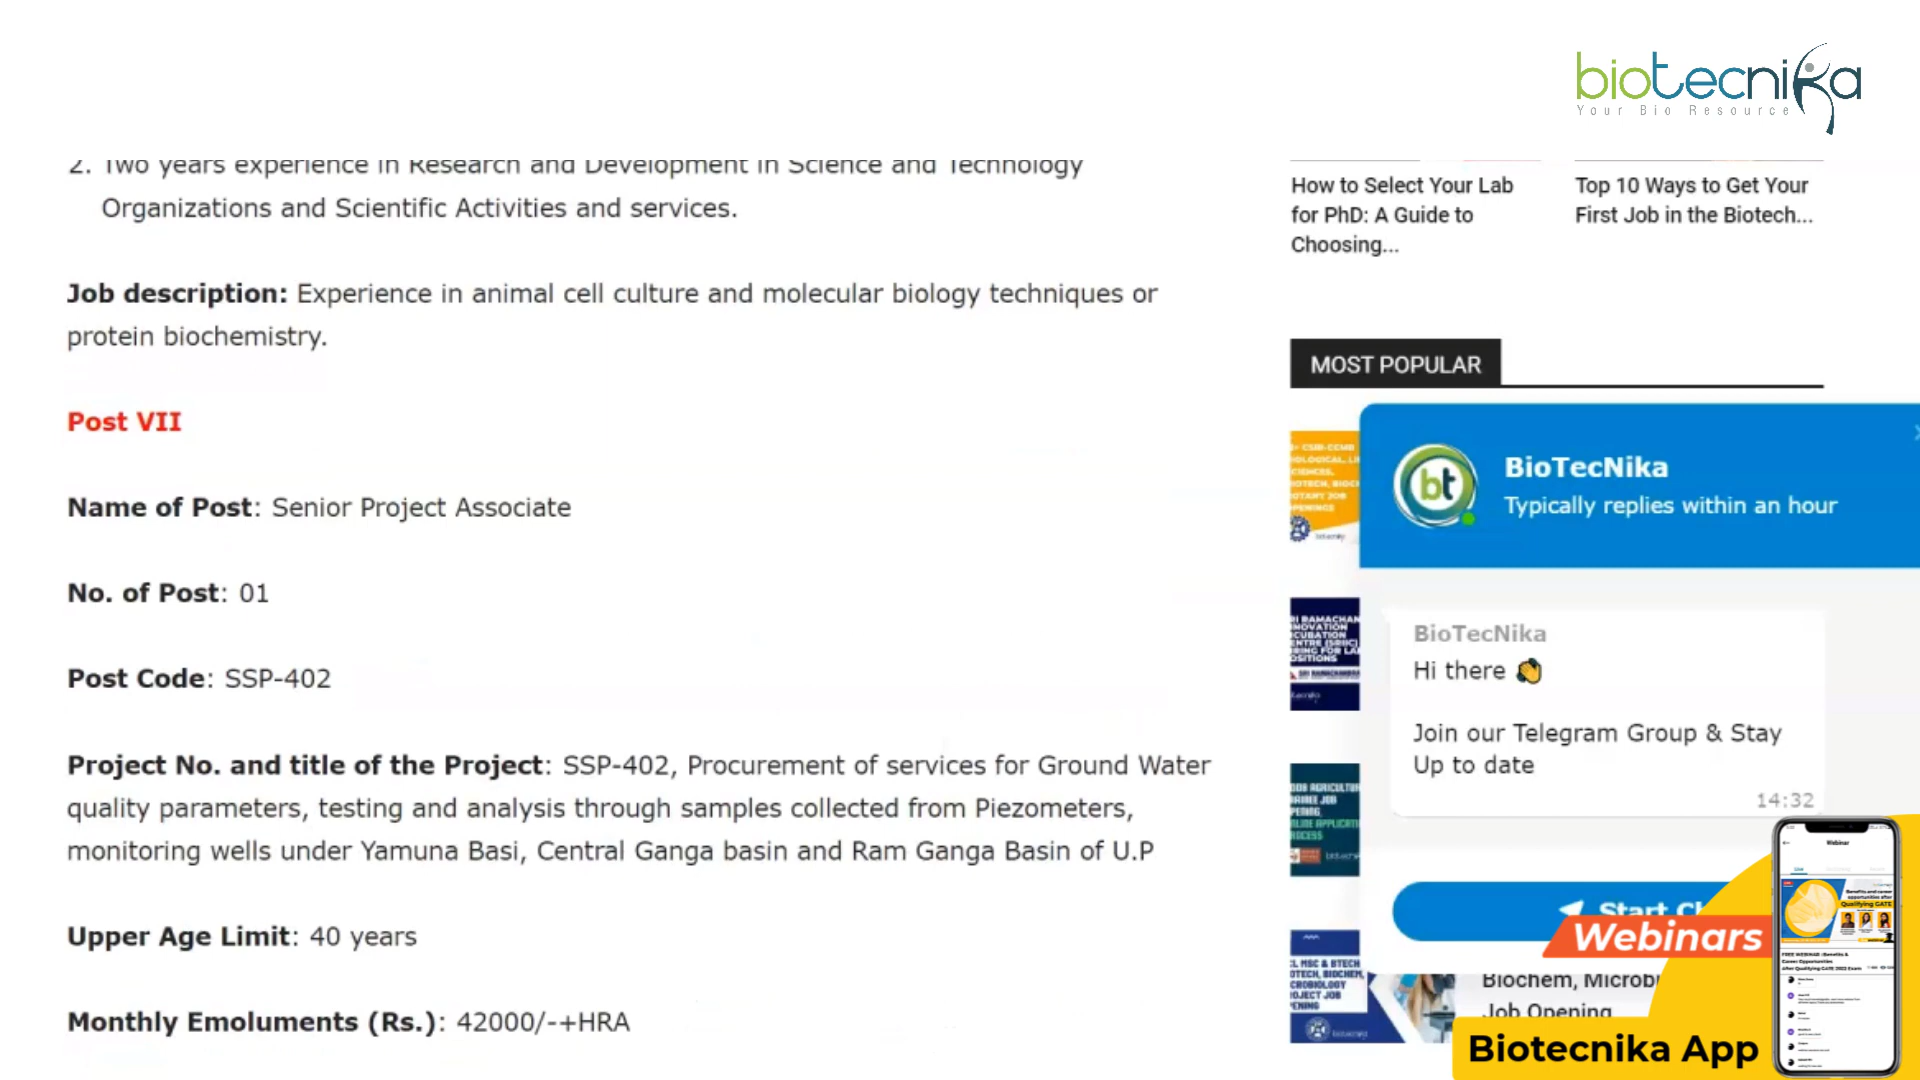 biotecnika
Your Bio Resource
2. Two years experience in Research and Development in Science and Technology
Organizations and Scientific Activities and services.
Job description: Experience in animal cell culture and molecular biology techniques or
protein biochemistry.
Post VII
Name of Post: Senior Project Associate
No. of Post: 01
Post Code: SSP-402
Project No. and title of the Project: SSP-402, Procurement of services for Ground Water
quality parameters, testing and analysis through samples collected from Piezometers,
monitoring wells under Yamuna Basi, Central Ganga basin and Ram Ganga Basin of U.P
Upper Age Limit: 40 years
Monthly Emoluments (Rs.): 42000/-+HRA
How to Select Your Lab
for PhD: A Guide to
Choosing...
Top 10 Ways to Get Your
First Job in the Biotech...
MOST POPULAR
bt
BioTecNika
Typically replies within an hour
BioTecNika
Hi there
Join our Telegram Group & Stay
Up to date
14:32
Start
Biochem,
Job Opening
Webinars
Biotecnika App
Webinar
Qualifying GATE